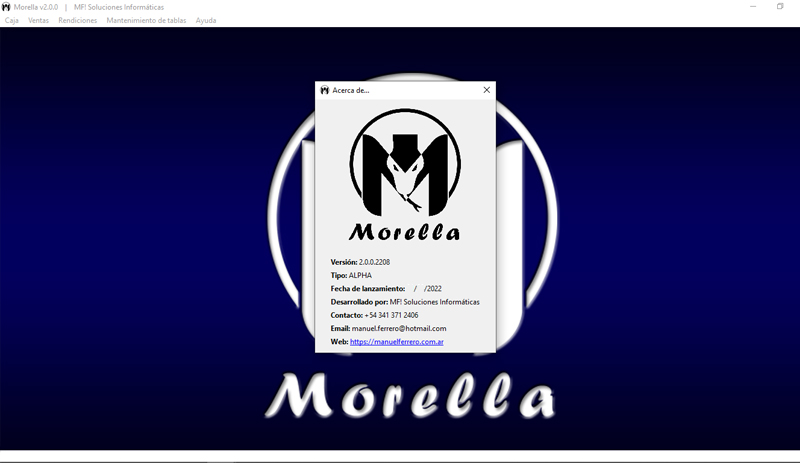 Morella v2.0.0 | MF! Soluciones Informáticas
Caja Ventas Rendiciones Mantenimiento de tablas Ayuda
Acerca de...
Morella
Versión: 2.0.0.2208
Tipo: ALPHA
Fecha de lanzamiento: / /2022
Desarrollado por: MF! Soluciones Informáticas
Contacto: +54 341 371 2406
Email: manuel.ferrero@hotmail.com
Web: https://manuelferrero.com.ar
Morella